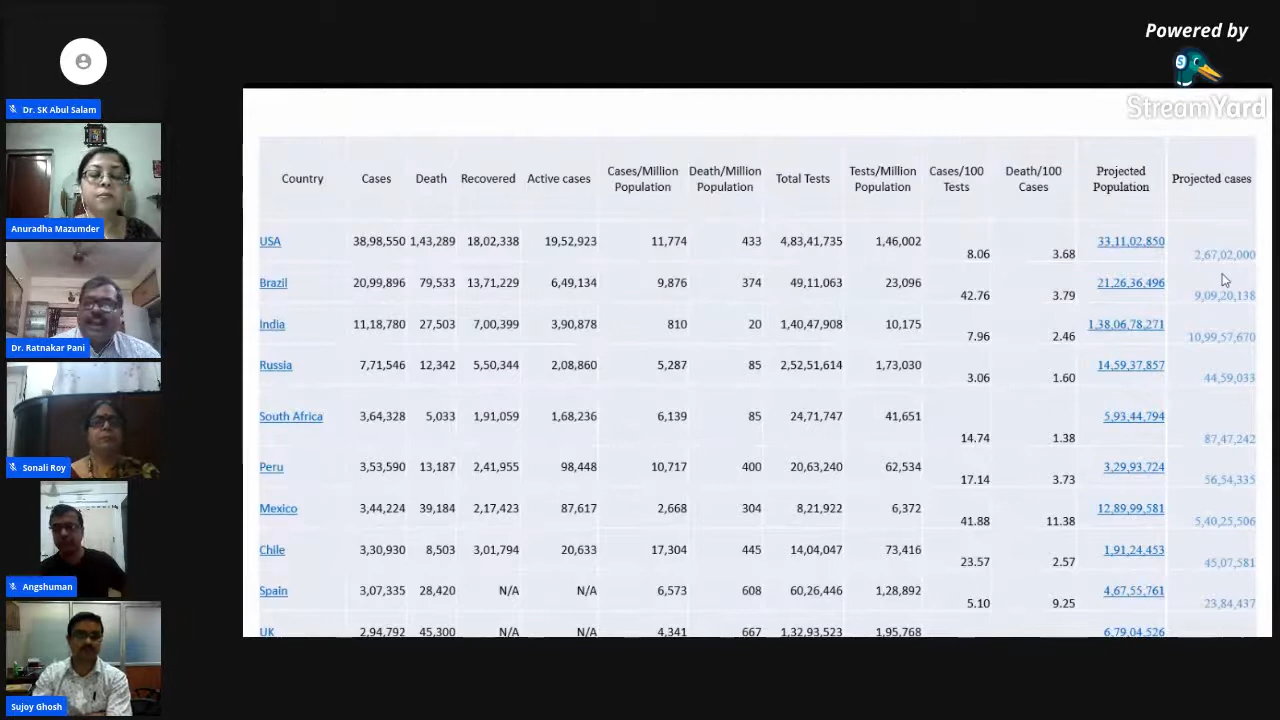 Powered by
StreamYard
Dr. SK Abul Salam
Anuradha Mazumder
Dr. Ratnakar Pani
Sonali Roy
Angshuman
Sujoy Ghosh
Country Cases Death Recovered Active cases Cases/Million Population Death/Million Population Total Tests Tests/Million Population Cases/100 Tests Death/100 Cases Projected Population Projected cases
USA 38,98,550 1,43,289 18,02,338 19,52,923 11,774 433 4,83,41,735 1,46,002 8.06 3.68 33,11,02,850 2,67,02,000
Brazil 20,99,896 79,533 13,71,229 6,49,134 9,876 374 49,11,063 23,096 42.76 3.79 21,26,36,496 9,09,20,138
India 11,18,780 27,503 7,00,399 3,90,878 810 20 1,40,47,908 10,175 7.96 2.46 1,38,06,78,271 10,99,57,670
Russia 7,71,546 12,342 5,50,344 2,08,860 5,287 85 2,52,51,614 1,73,030 3.06 1.60 14,59,37,857 44,59,033
South Africa 3,64,328 5,033 1,91,059 1,68,236 6,139 85 24,71,747 41,651 14.74 1.38 5,93,44,794 87,47,242
Peru 3,53,590 13,187 2,41,955 98,448 10,717 400 20,63,240 62,534 17.14 3.73 3,29,93,724 56,54,335
Mexico 3,44,224 39,184 2,17,423 87,617 2,668 304 8,21,922 6,372 41.88 11.38 12,89,99,581 5,40,25,506
Chile 3,30,930 8,503 3,01,794 20,633 17,304 445 14,04,047 73,416 23.57 2.57 1,91,24,453 45,07,581
Spain 3,07,335 28,420 N/A N/A 6,573 608 60,26,446 1,28,892 5.10 9.25 4,67,55,761 23,84,437
UK 2,94,792 45,300 N/A N/A 4,341 667 1,32,93,523 1,95,768 6,79,04,526